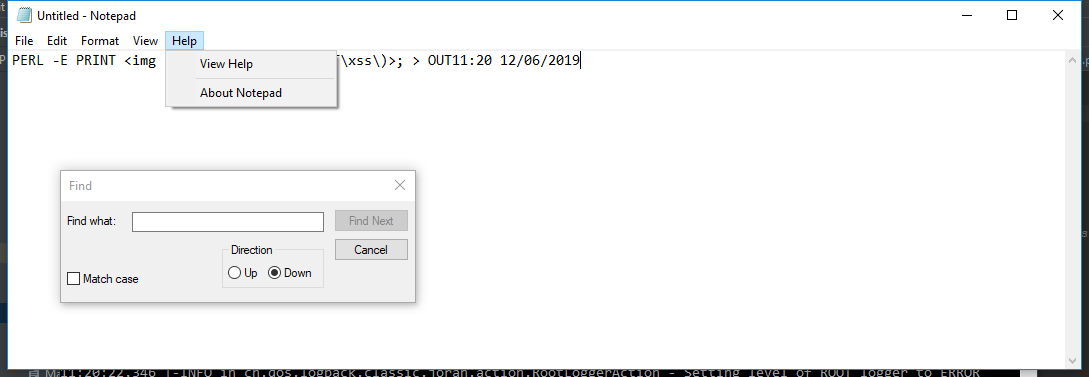 Untitled - Notepad
File Edit Format View Help
PERL -E PRINT <img \xss\)>; > OUT11:20 12/06/2019
View Help
About Notepad
Find
Find what:
Find Next
Direction
Cancel
Up Down
Match case
11:20:22.346 |-INFO in ch.qos.logback.classic.joran.action.RootLoggerAction - Setting level of ROOT logger to ERROR